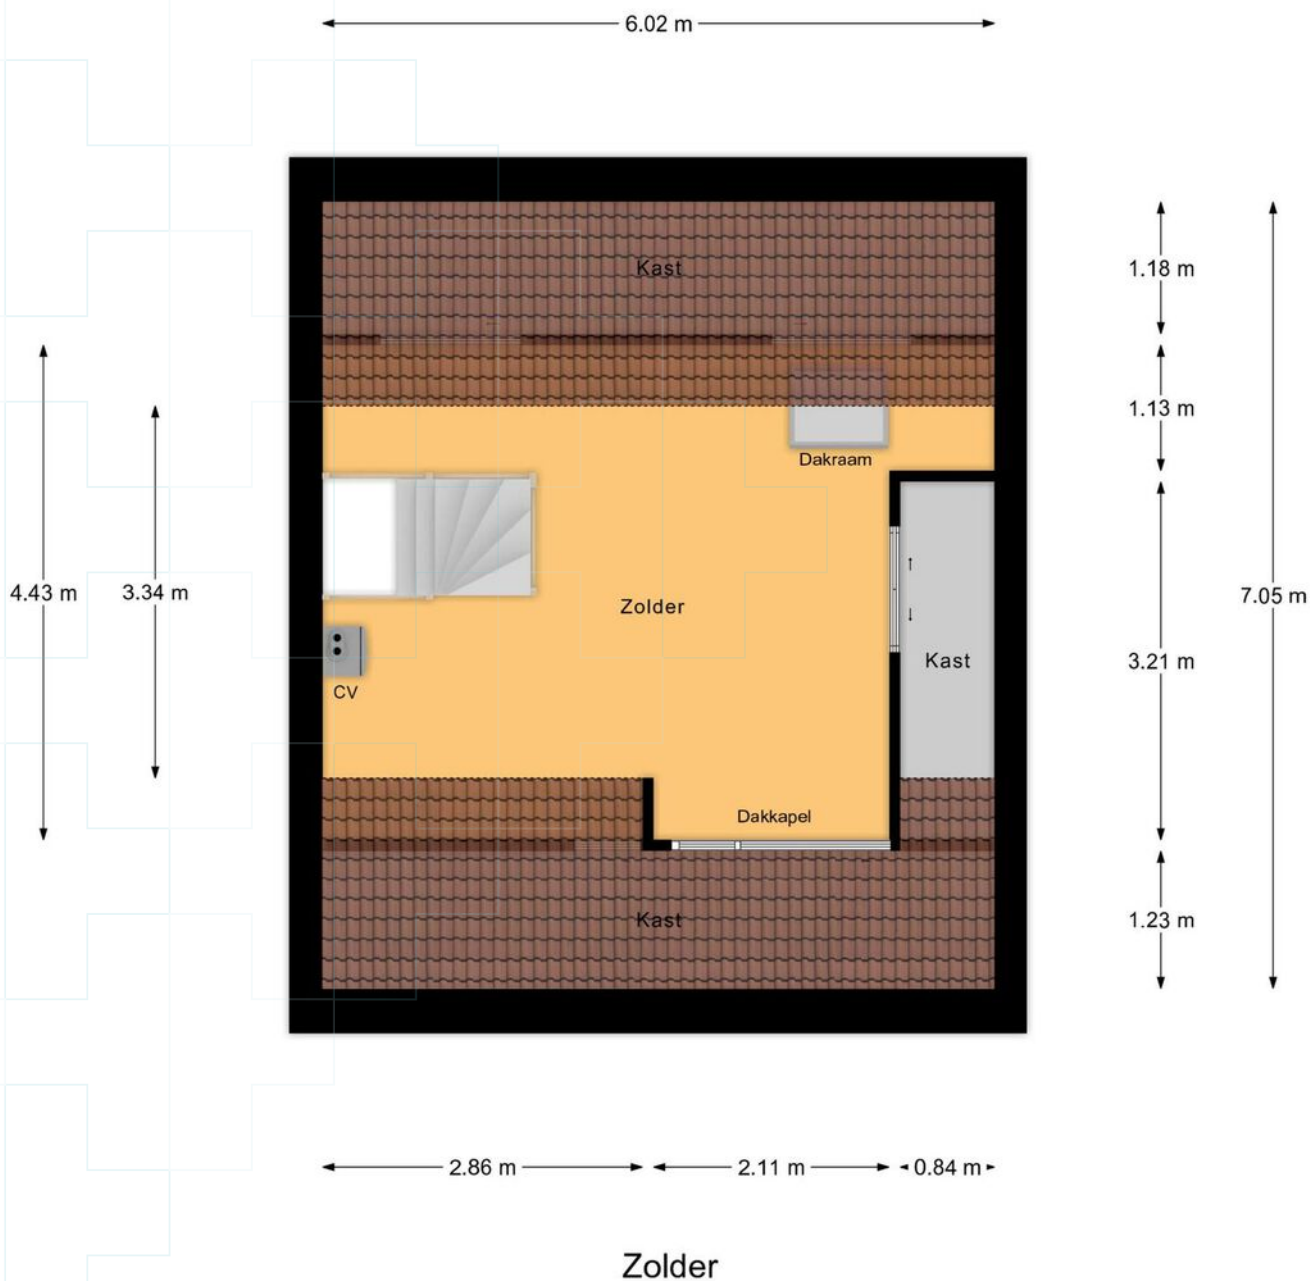 6.02 m
Kast
1.18 m
1.13 m
Dakraam
4.43 m
3.34 m
Zolder
7.05 m
Kast
3.21 m
CV
Dakkapel
Kast
1.23 m
2.86 m
2.11 m
0.84 m
Zolder